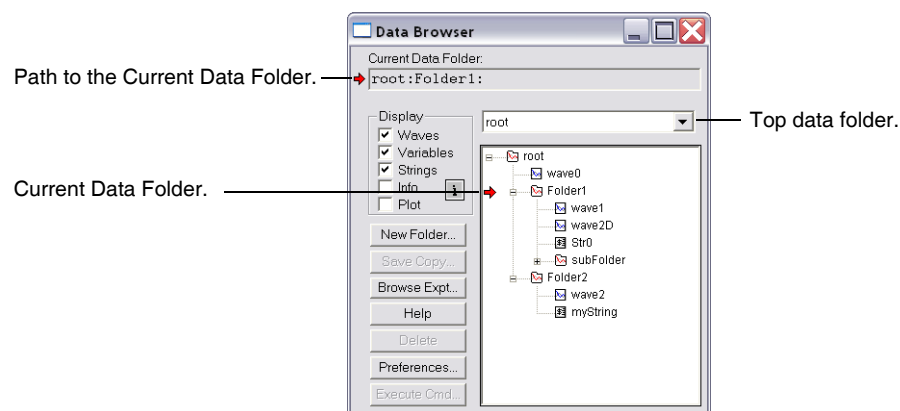 Data Browser
Current Data Folder:
Path to the Current Data Folder.
root:Folder1:
Display
Waves
Variables
Strings
Info
i
Plot
root
Top data folder.
Current Data Folder.
root
wave0
Folder1
wave1
wave2D
Str0
subFolder
Folder2
wave2
myString
New Folder...
Save Copy...
Browse Expt...
Help
Delete
Preferences...
Execute Cmd...